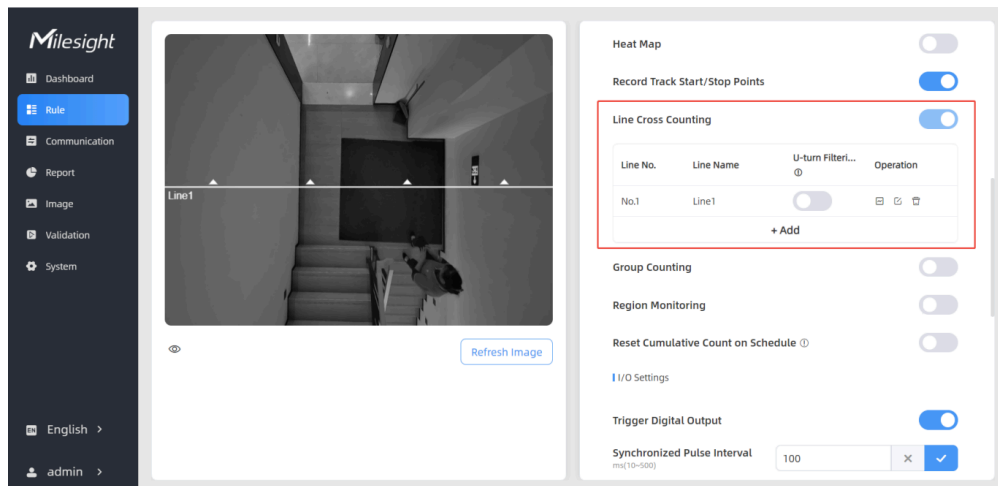 Milesight
Dashboard
Rule
Communication
Report
Image
Validation
System
EN English >
admin >
Line1
Refresh Image
Heat Map
Record Track Start/Stop Points
Line Cross Counting
Line No. Line Name U-turn Filteri... Operation
No.1 Line1
+ Add
Group Counting
Region Monitoring
Reset Cumulative Count on Schedule
I/O Settings
Trigger Digital Output
Synchronized Pulse Interval
ms(10~500)
100